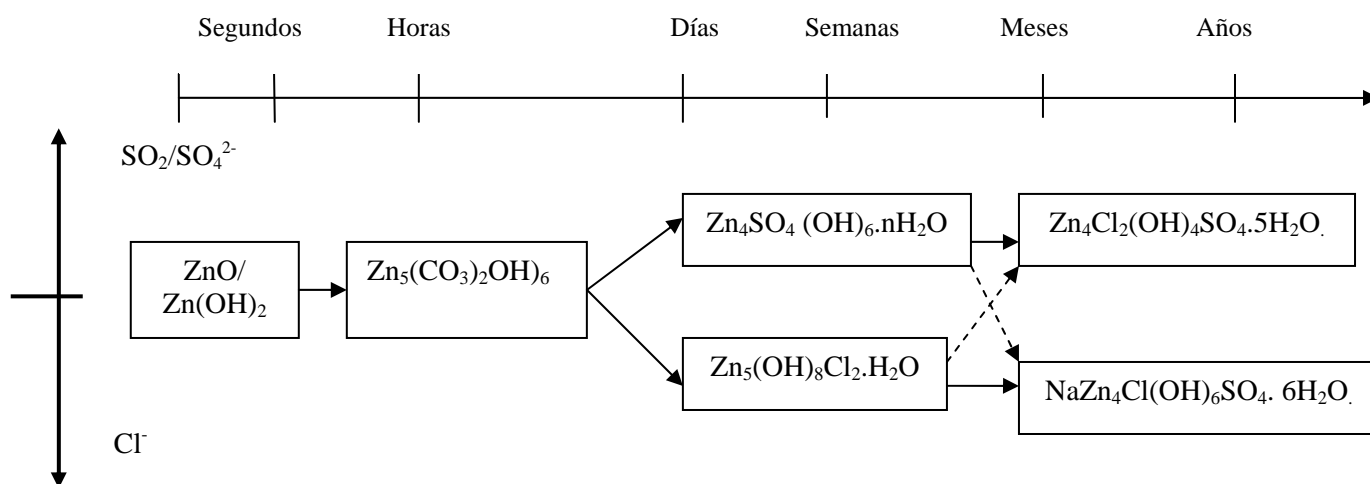 Segundos Horas Días Semanas Meses Años
SO₂/SO₄²⁻
ZnO/
Zn(OH)₂
Zn₅(CO₃)₂OH)₆
Zn₄SO₄ (OH)₆.nH₂O
Zn₄Cl₂(OH)₄SO₄.5H₂O.
Zn₅(OH)₈Cl₂.H₂O
NaZn₄Cl(OH)₆SO₄. 6H₂O.
Cl⁻